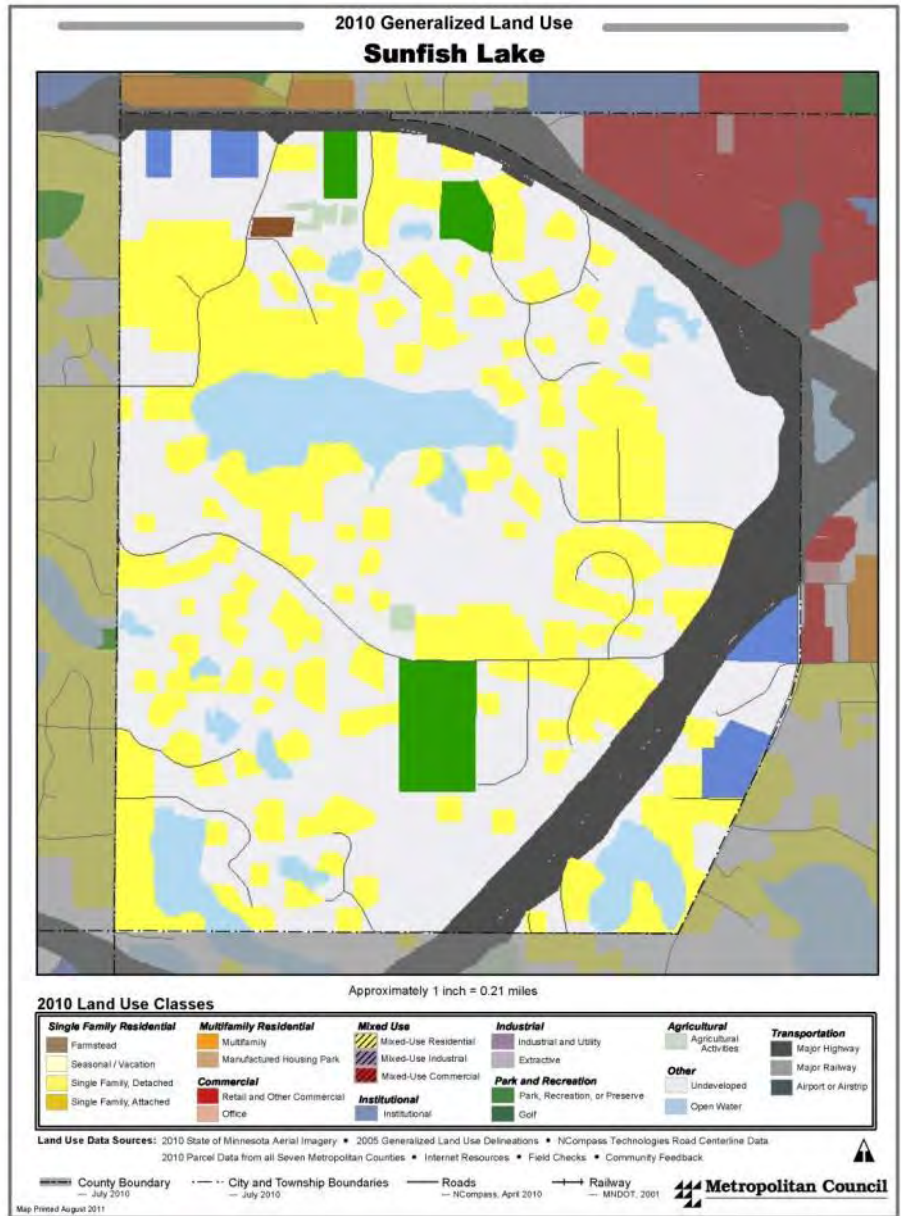 2010 Generalized Land Use
Sunfish Lake
Approximately 1 inch = 0.21 miles
2010 Land Use Classes
Single Family Residential
Farmstead
Seasonal / Vacation
Single Family, Detached
Single Family, Attached
Multifamily Residential
Multifamily
Manufactured Housing Park
Commercial
Retail and Other Commercial
Office
Mixed Use
Mixed-Use Residential
Mixed-Use Industrial
Mixed-Use Commercial
Institutional
Institutional
Industrial
Industrial and Utility
Extractive
Park and Recreation
Park, Recreation, or Preserve
Golf
Agricultural
Agricultural
Activities
Other
Undeveloped
Open Water
Transportation
Major Highway
Major Railway
Airport or Airstrip
Land Use Data Sources: 2010 State of Minnesota Aerial Imagery • 2005 Generalized Land Use Delineations • NCompass Technologies Road Centerline Data
2010 Parcel Data from all Seven Metropolitan Counties • Internet Resources • Field Checks • Community Feedback
County Boundary
— July 2010
City and Township Boundaries
— July 2010
Roads
— NCompass, April 2010
Railway
— MNDOT, 2001
Metropolitan Council
Map Printed August 2011